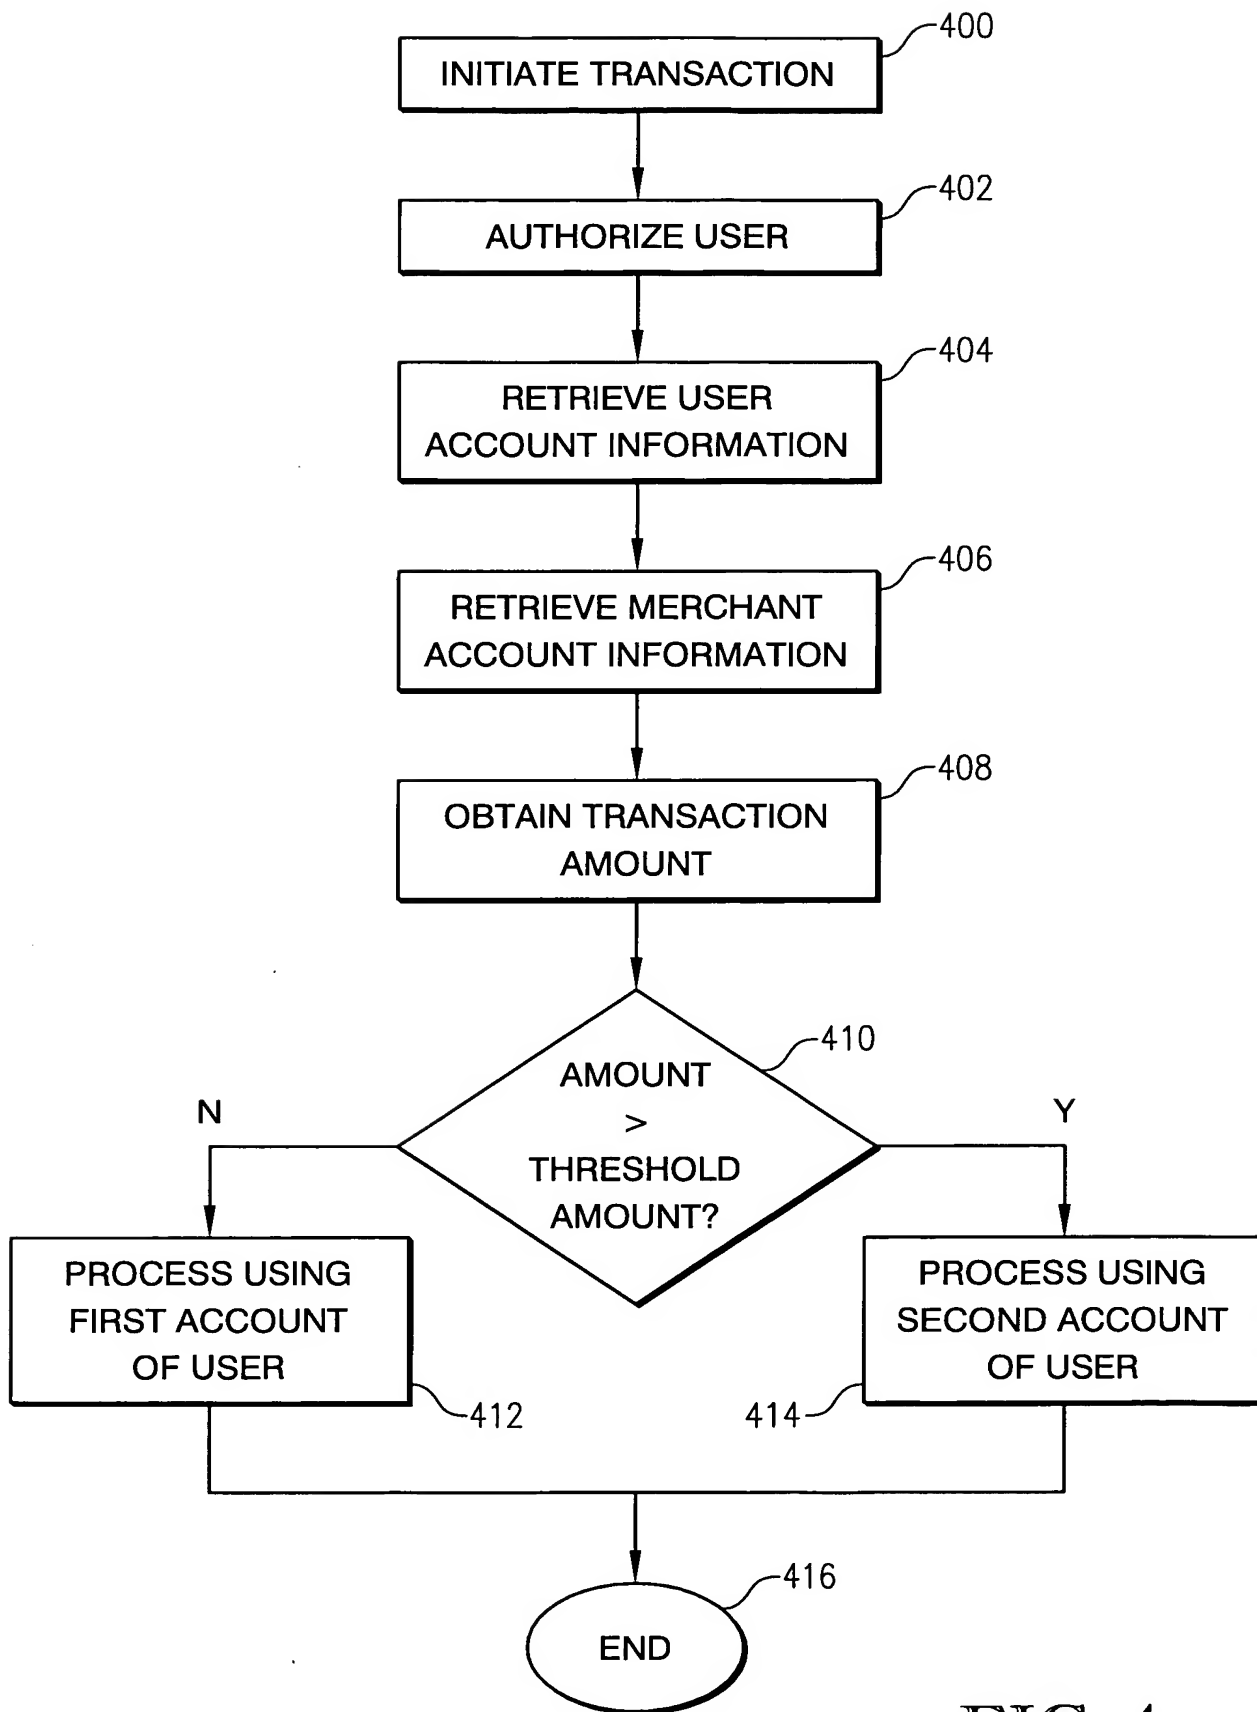 400
INITIATE TRANSACTION
402
AUTHORIZE USER
404
RETRIEVE USER
ACCOUNT INFORMATION
406
RETRIEVE MERCHANT
ACCOUNT INFORMATION
408
OBTAIN TRANSACTION
AMOUNT
410
AMOUNT
>
THRESHOLD
AMOUNT?
N
Y
PROCESS USING
FIRST ACCOUNT
OF USER
412
PROCESS USING
SECOND ACCOUNT
OF USER
414
416
END
FIG. 4